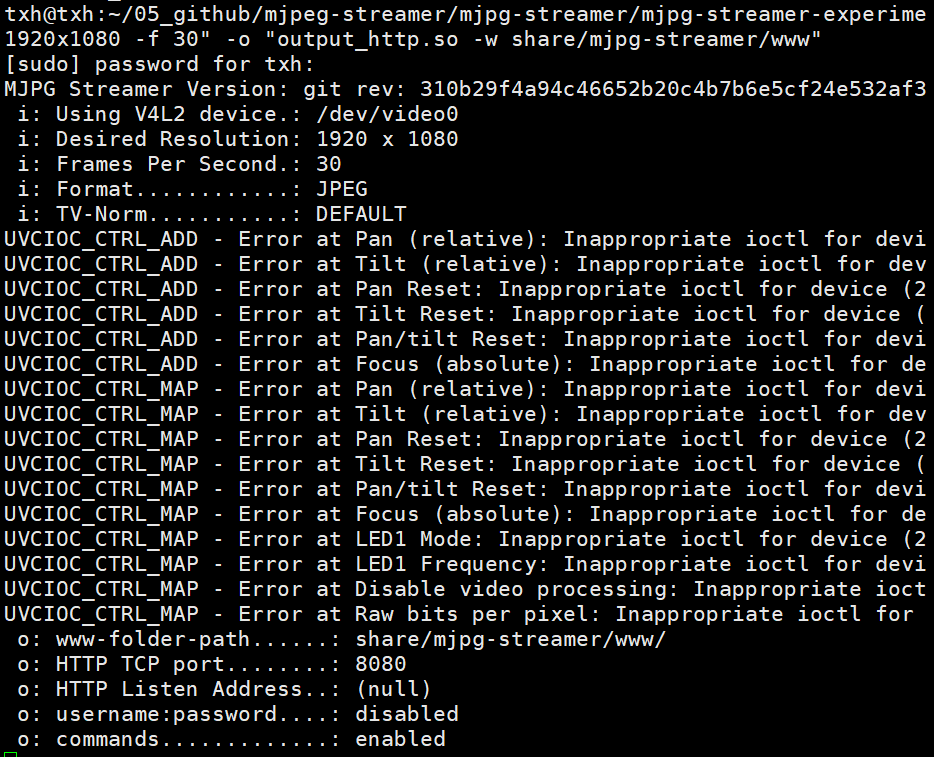 txh@txh:~/05_github/mjpeg-streamer/mjpg-streamer/mjpg-streamer-experime
1920x1080 -f 30" -o "output_http.so -w share/mjpg-streamer/www"
[sudo] password for txh:
MJPG Streamer Version: git rev: 310b29f4a94c46652b20c4b7b6e5cf24e532af3
i: Using V4L2 device.: /dev/video0
i: Desired Resolution: 1920 x 1080
i: Frames Per Second.: 30
i: Format............: JPEG
i: TV-Norm...........: DEFAULT
UVCIOC_CTRL_ADD - Error at Pan (relative): Inappropriate ioctl for devi
UVCIOC_CTRL_ADD - Error at Tilt (relative): Inappropriate ioctl for dev
UVCIOC_CTRL_ADD - Error at Pan Reset: Inappropriate ioctl for device (2
UVCIOC_CTRL_ADD - Error at Tilt Reset: Inappropriate ioctl for device (
UVCIOC_CTRL_ADD - Error at Pan/tilt Reset: Inappropriate ioctl for devi
UVCIOC_CTRL_ADD - Error at Focus (absolute): Inappropriate ioctl for de
UVCIOC_CTRL_MAP - Error at Pan (relative): Inappropriate ioctl for devi
UVCIOC_CTRL_MAP - Error at Tilt (relative): Inappropriate ioctl for dev
UVCIOC_CTRL_MAP - Error at Pan Reset: Inappropriate ioctl for device (2
UVCIOC_CTRL_MAP - Error at Tilt Reset: Inappropriate ioctl for device (
UVCIOC_CTRL_MAP - Error at Pan/tilt Reset: Inappropriate ioctl for devi
UVCIOC_CTRL_MAP - Error at Focus (absolute): Inappropriate ioctl for de
UVCIOC_CTRL_MAP - Error at LED1 Mode: Inappropriate ioctl for device (2
UVCIOC_CTRL_MAP - Error at LED1 Frequency: Inappropriate ioctl for devi
UVCIOC_CTRL_MAP - Error at Disable video processing: Inappropriate ioct
UVCIOC_CTRL_MAP - Error at Raw bits per pixel: Inappropriate ioctl for
o: www-folder-path......: share/mjpg-streamer/www/
o: HTTP TCP port........: 8080
o: HTTP Listen Address..: (null)
o: username:password....: disabled
o: commands.............: enabled